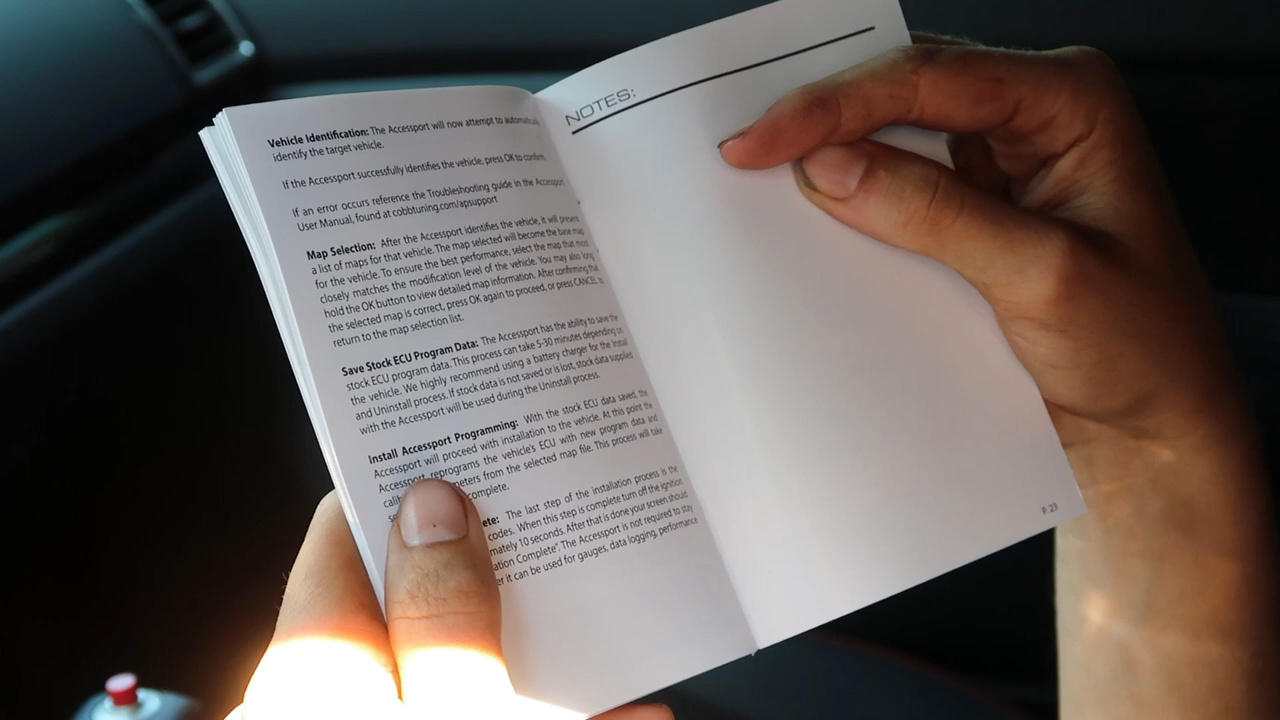 Vehicle Identification: The Accessport will now attempt to automatically
identify the target vehicle.
If the Accessport successfully identifies the vehicle, press OK to confirm.
If an error occurs reference the Troubleshooting guide in the Accessport
User Manual, found at cobbtuning.com/apsupport
Map Selection: After the Accessport identifies the vehicle, it will present
a list of maps for that vehicle. The map selected will become the base map
for the vehicle. To ensure the best performance, select the map that most
closely matches the modification level of the vehicle. You may also long
hold the OK button to view detailed map information. After confirming that
the selected map is correct, press OK again to proceed, or press CANCEL to
return to the map selection list.
Save Stock ECU Program Data: The Accessport has the ability to save the
stock ECU program data. This process can take 5-30 minutes depending on
the vehicle. We highly recommend using a battery charger for the Install
and Uninstall process. If stock data is not saved or is lost, stock data supplied
with the Accessport will be used during the Uninstall process.
Install Accessport Programming: With the stock ECU data saved, the
Accessport will proceed with installation to the vehicle. At this point the
Accessport reprograms the vehicle's ECU with new program data and
meters from the selected map file. This process will take
complete.
ete: The last step of the installation process is the
codes. When this step is complete turn off the ignition
mately 10 seconds. After that is done your screen should
ation Complete". The Accessport is not required to stay
er it can be used for gauges, data logging, performance
NOTES:
P. 23